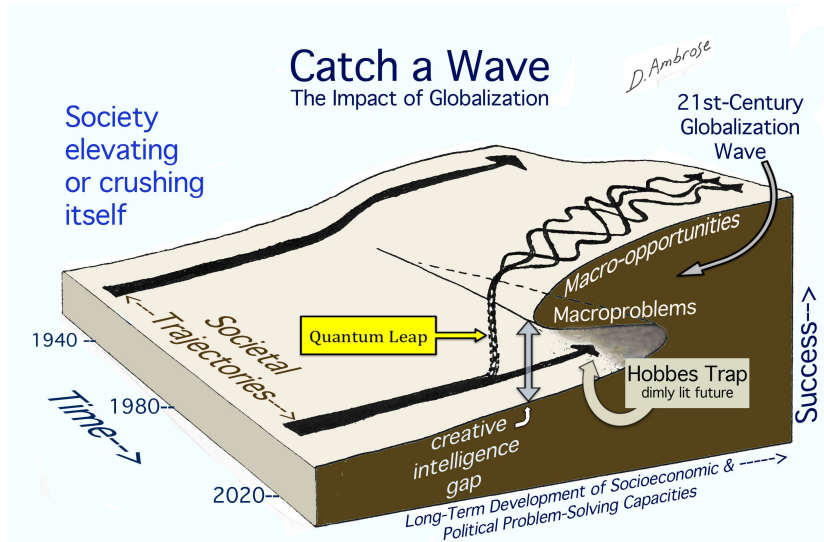 Catch a Wave
The Impact of Globalization
D. Ambrose
21st-Century
Globalization
Wave
Society
elevating
or crushing
itself
Macro-opportunities
Macroproblems
Quantum Leap
<--- Societal
Trajectories--->
Hobbes Trap
dimly lit future
creative
intelligence
gap
1940 --
1980--
2020--
Time-->
Success-->
Long-Term Development of Socioeconomic & ----->
Political Problem-Solving Capacities